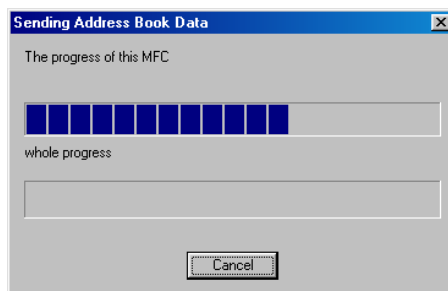 Sending Address Book Data
The progress of this MFC
whole progress
Cancel